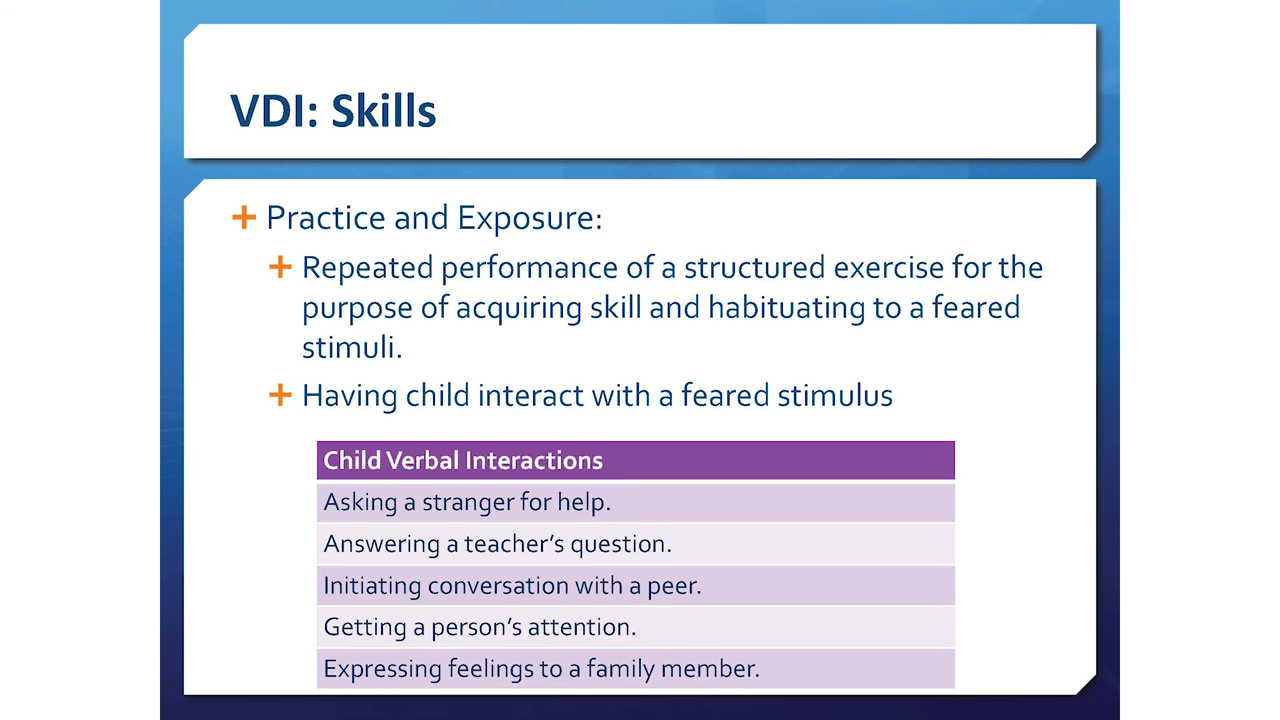 VDI: Skills
Practice and Exposure:
Repeated performance of a structured exercise for the
purpose of acquiring skill and habituating to a feared
stimuli.
Having child interact with a feared stimulus
Child Verbal Interactions
Asking a stranger for help.
Answering a teacher’s question.
Initiating conversation with a peer.
Getting a person’s attention.
Expressing feelings to a family member.